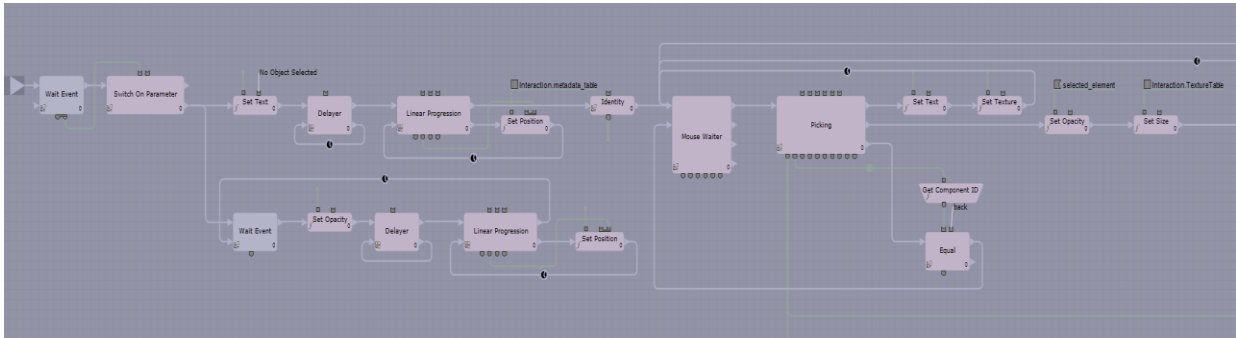 No Object Selected
Interaction.metadata_table
selected_element
Interaction.TextureTable
Wait Event
Switch On Parameter
Set Text
Delayer
Linear Progression
Set Position
Identity
Mouse Waiter
Picking
Set Text
Set Texture
Set Opacity
Set Size
Get Component ID
back
Wait Event
Set Opacity
Delayer
Linear Progression
Set Position
Equal